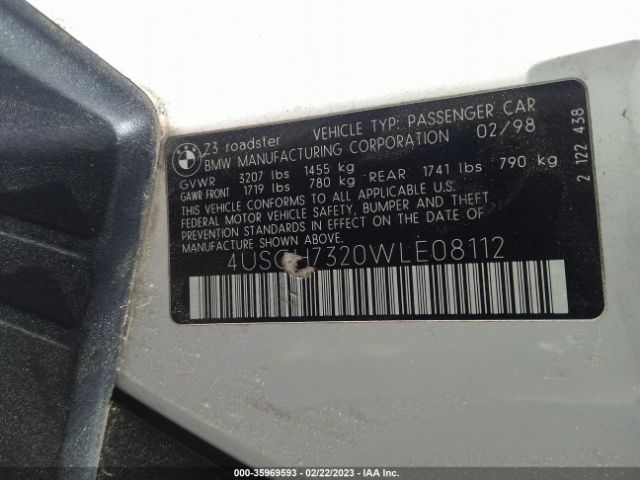 BMW
Z3 roadster VEHICLE TYP: PASSENGER CAR
BMW MANUFACTURING CORPORATION 02/98
GVWR 3207 lbs 1455 kg
GAWR FRONT 1719 lbs 780 kg REAR: 1741 lbs 790 kg
THIS VEHICLE CONFORMS TO ALL APPLICABLE U.S.
FEDERAL MOTOR VEHICLE SAFETY, BUMPER AND THEFT
PREVENTION STANDARDS IN EFFECT ON THE DATE OF
MANUFACTURE SHOWN ABOVE.
2 122 438
000-35969593 - 02/22/2023 - IAA Inc.